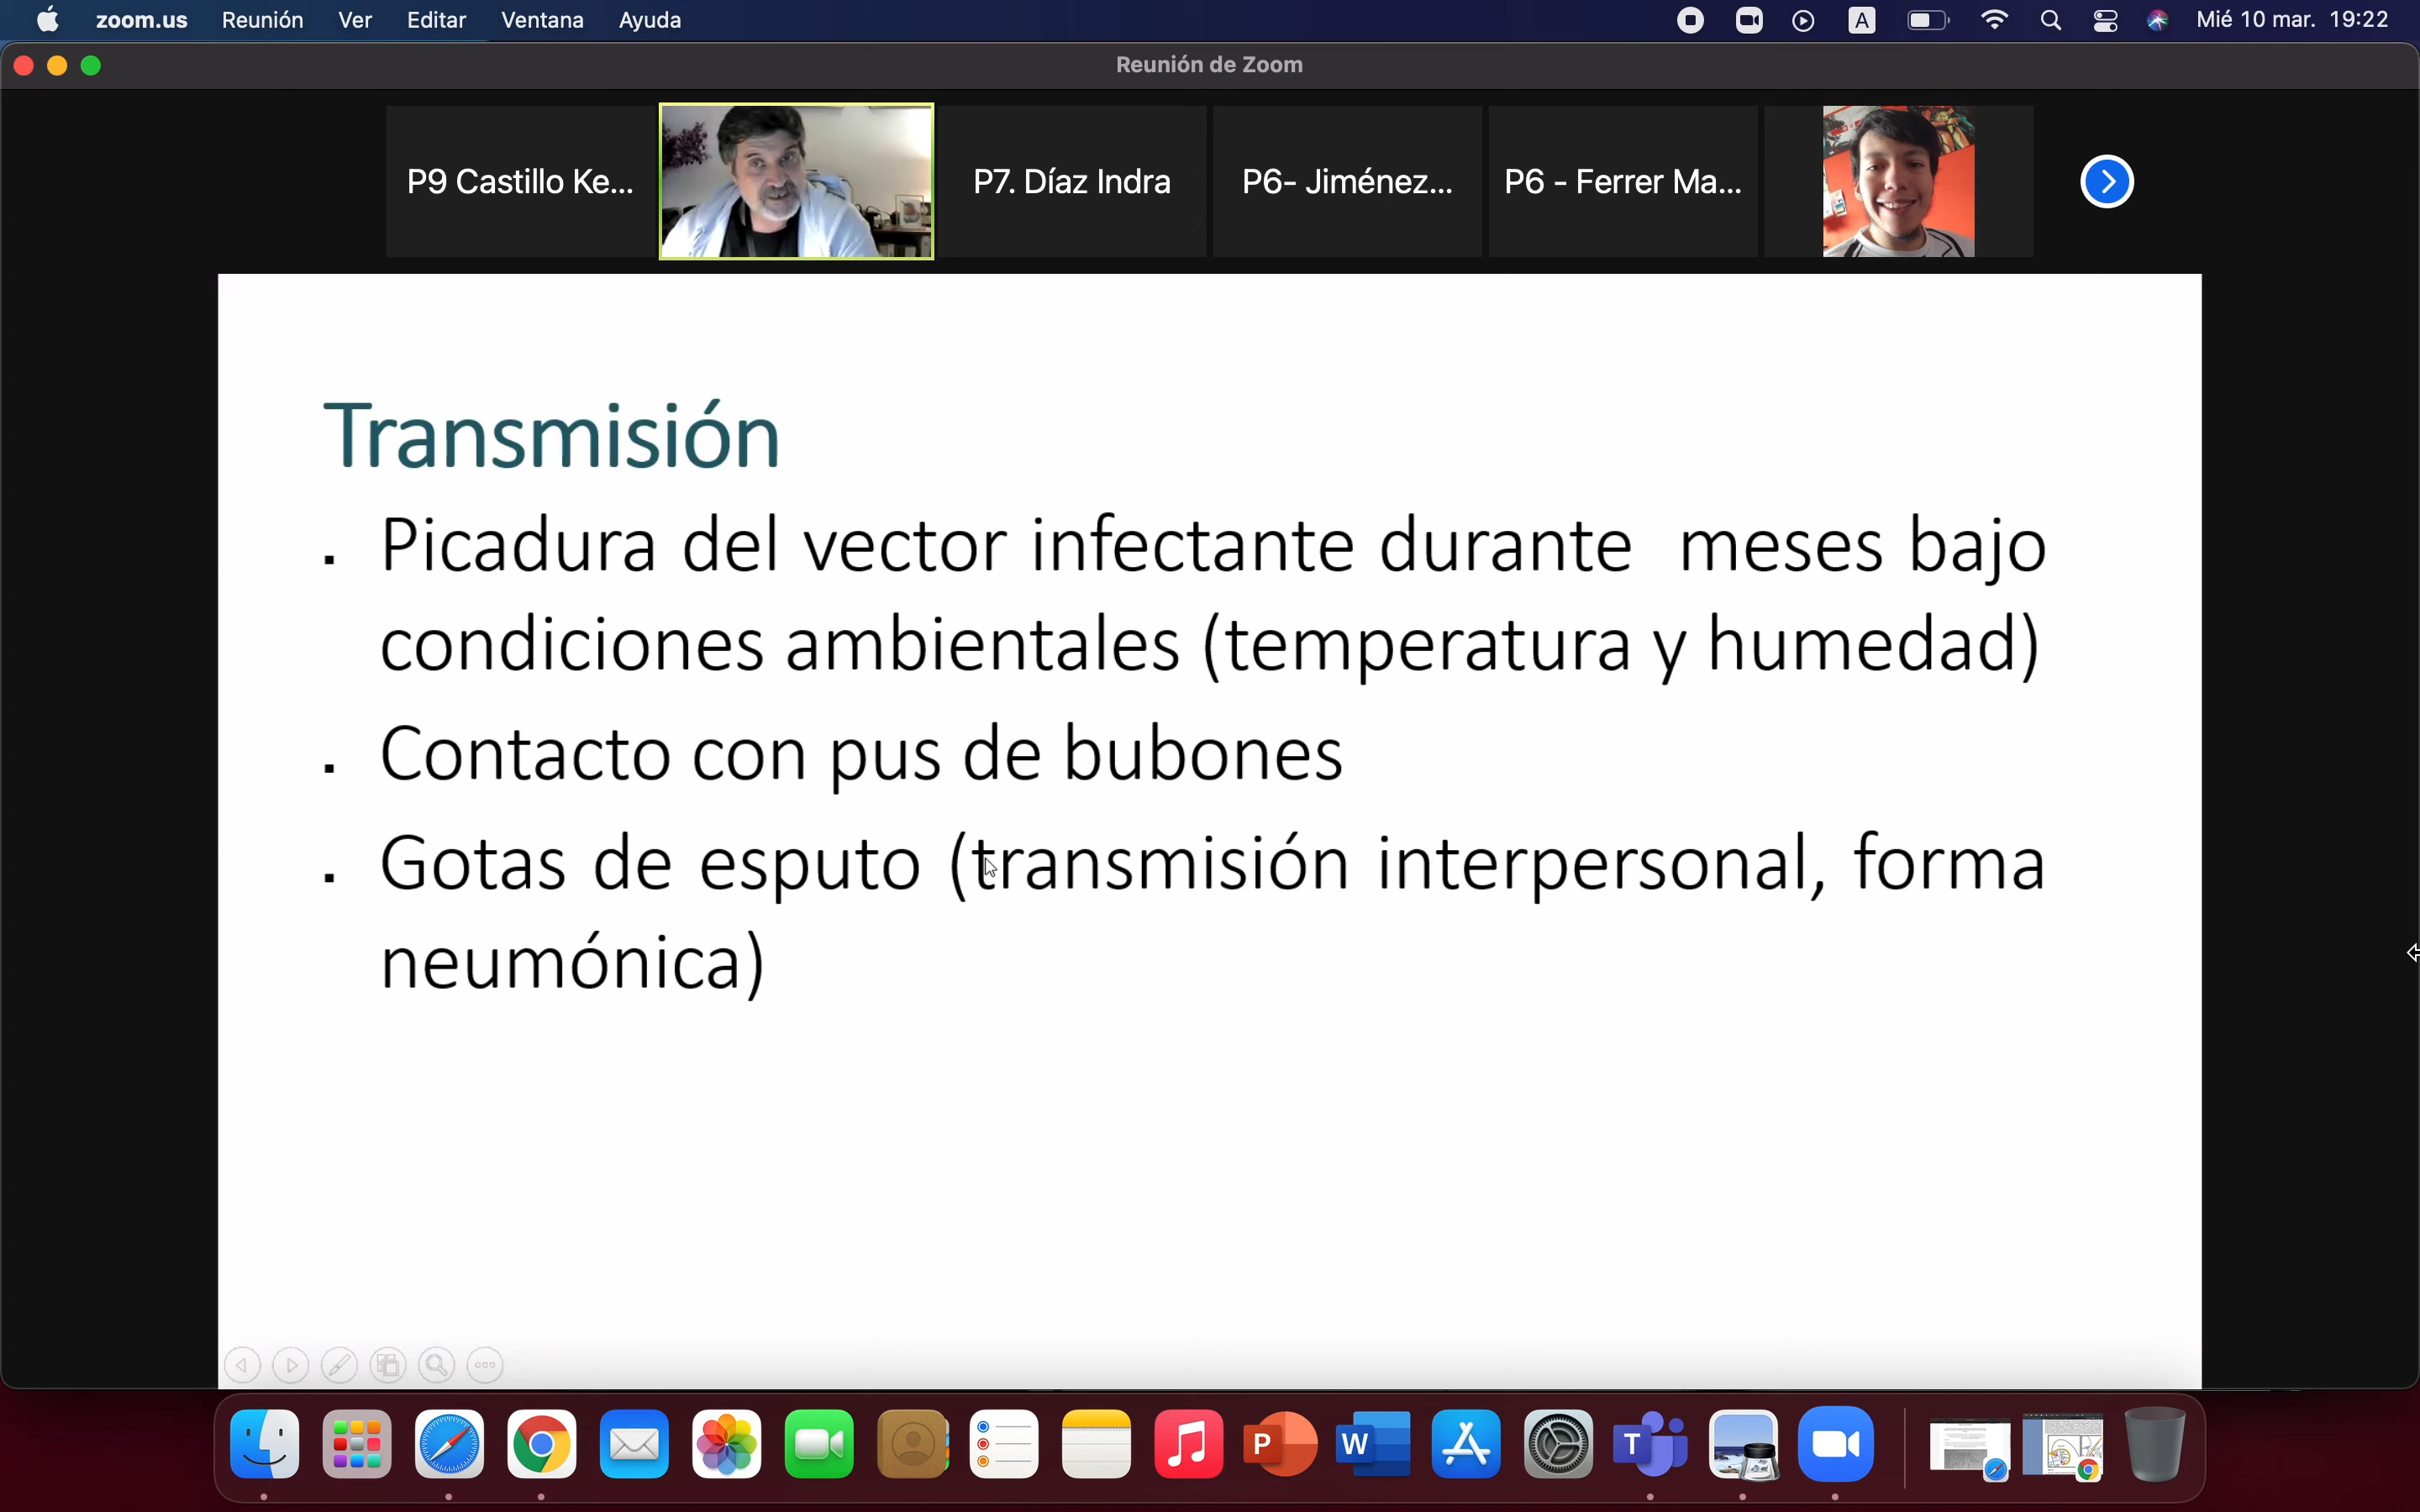 zoom.us Reunión Ver Editar Ventana Ayuda A Mié 10 mar. 19:22
Reunión de Zoom
P9 Castillo Ke... P7. Díaz Indra P6- Jiménez... P6 - Ferrer Ma...
Transmisión
▪ Picadura del vector infectante durante meses bajo
condiciones ambientales (temperatura y humedad)
▪ Contacto con pus de bubones
▪ Gotas de esputo (transmisión interpersonal, forma
neumónica)
P W T